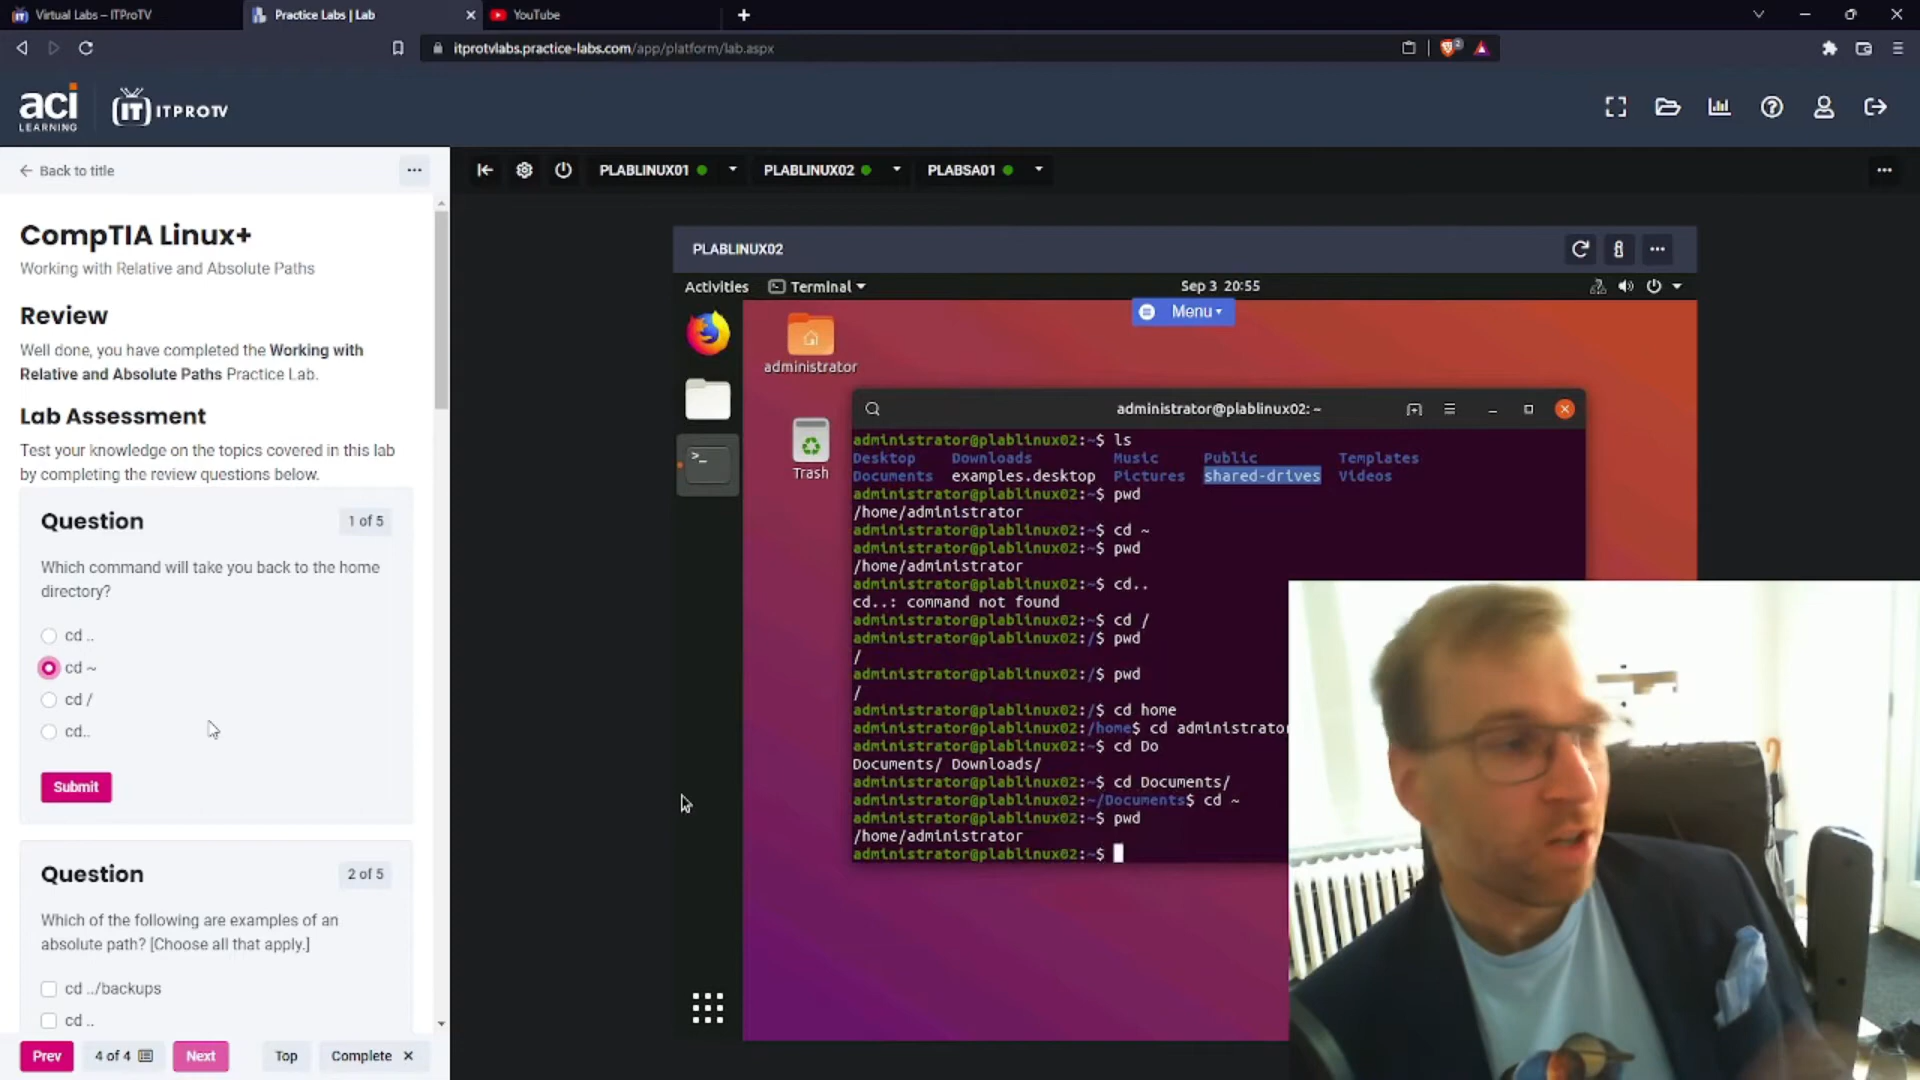 Virtual Labs – ITProTV
Practice Labs | Lab
YouTube
itprotvlabs.practice-labs.com/app/platform/lab.aspx
2
aci
LEARNING
IT ITPROTV
Back to title
PLABLINUX01
PLABLINUX02
PLABSA01
CompTIA Linux+
Working with Relative and Absolute Paths
Review
Well done, you have completed the Working with
Relative and Absolute Paths Practice Lab.
Lab Assessment
Test your knowledge on the topics covered in this lab
by completing the review questions below.
Question 1 of 5
Which command will take you back to the home
directory?
cd ..
cd ~
cd /
cd..
Submit
Question 2 of 5
Which of the following are examples of an
absolute path? [Choose all that apply.]
cd ../backups
cd ..
Prev 4 of 4 Next Top Complete
PLABLINUX02
Activities Terminal Sep 3 20:55
Menu
administrator
Trash
administrator@plablinux02: ~
administrator@plablinux02:~$ ls
Desktop Downloads Music Public Templates
Documents examples.desktop Pictures shared-drives Videos
administrator@plablinux02:~$ pwd
/home/administrator
administrator@plablinux02:~$ cd ~
administrator@plablinux02:~$ pwd
/home/administrator
administrator@plablinux02:~$ cd..
cd..: command not found
administrator@plablinux02:~$ cd /
administrator@plablinux02:/$ pwd
/
administrator@plablinux02:/$ pwd
/
administrator@plablinux02:/$ cd home
administrator@plablinux02:/home$ cd administrator
administrator@plablinux02:~$ cd Do
Documents/ Downloads/
administrator@plablinux02:~$ cd Documents/
administrator@plablinux02:~/Documents$ cd ~
administrator@plablinux02:~$ pwd
/home/administrator
administrator@plablinux02:~$